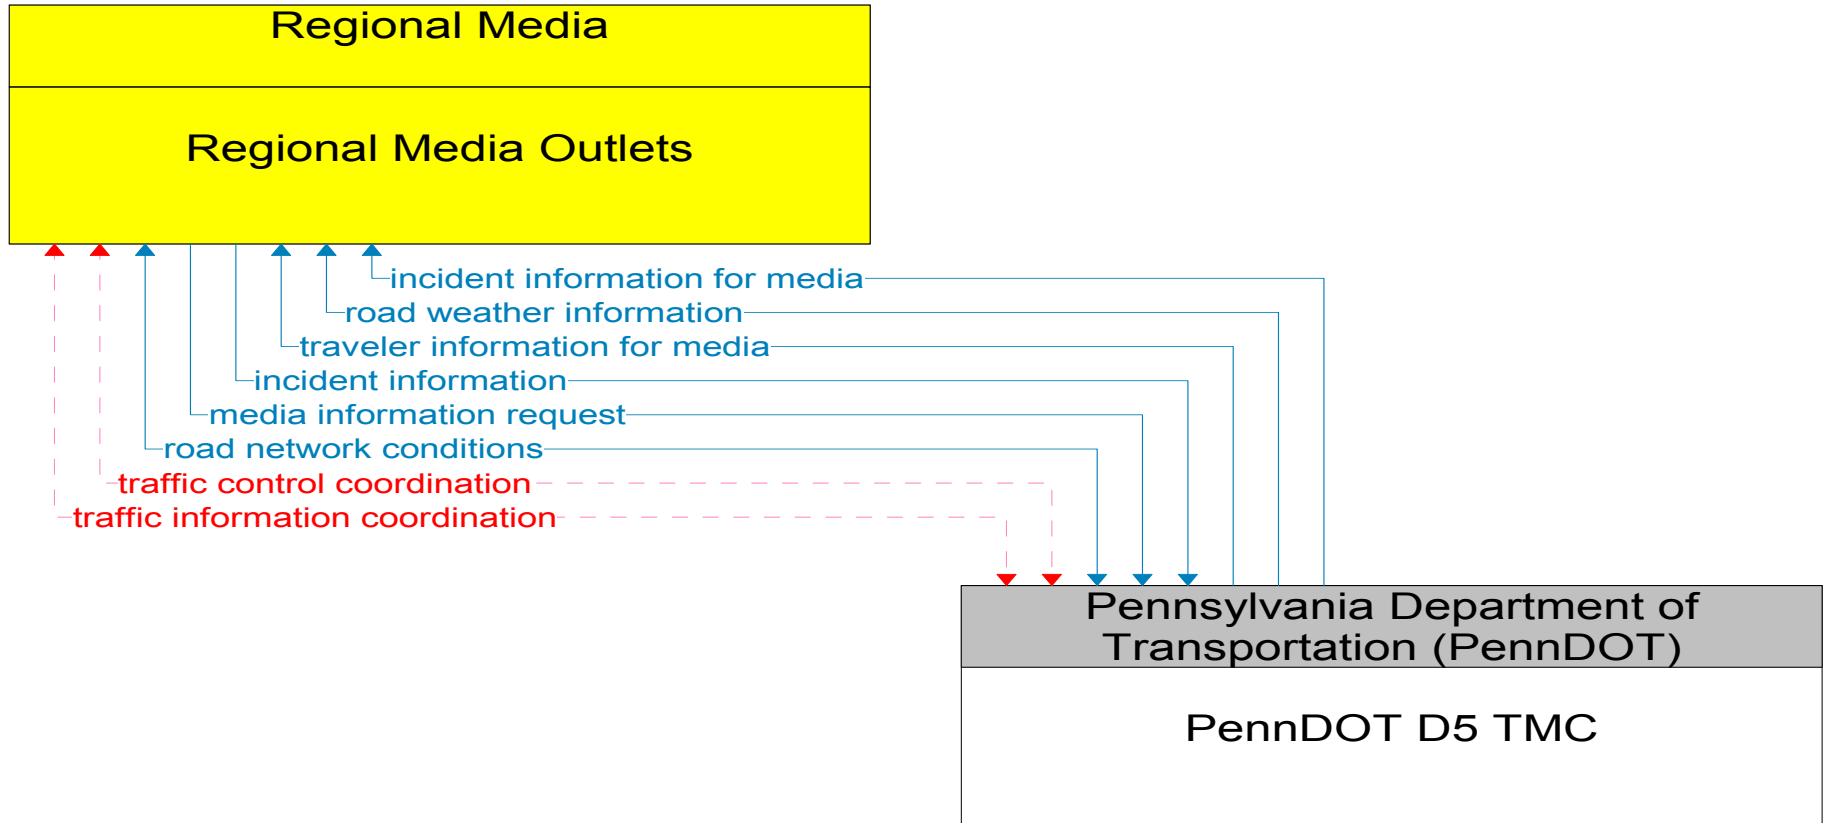 Regional Media
Regional Media Outlets
incident information for media
road weather information
traveler information for media
incident information
media information request
road network conditions
traffic control coordination
traffic information coordination
Pennsylvania Department of
Transportation (PennDOT)
PennDOT D5 TMC